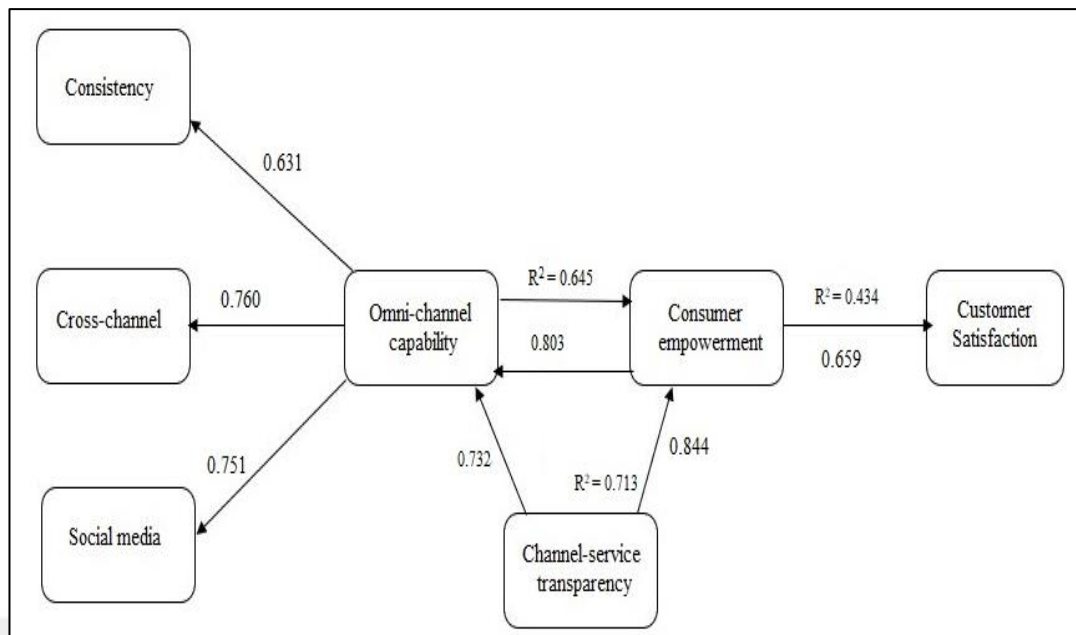 Consistency
0.631
Cross-channel
0.760
Social media
0.751
Omni-channel
capability
R² = 0.645
0.803
Consumer
empowerment
R² = 0.434
0.659
Customer
Satisfaction
0.732
R² = 0.713
0.844
Channel-service
transparency